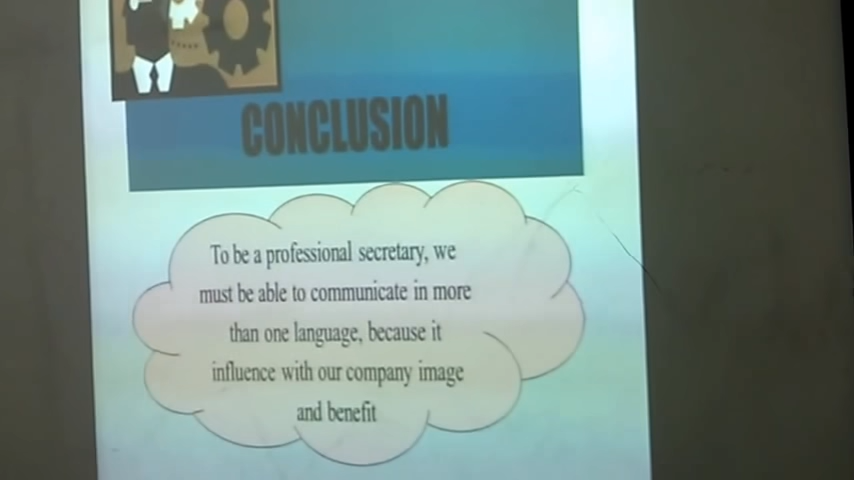 CONCLUSION
To be a professional secretary, we
must be able to communicate in more
than one language, because it
influence with our company image
and benefit